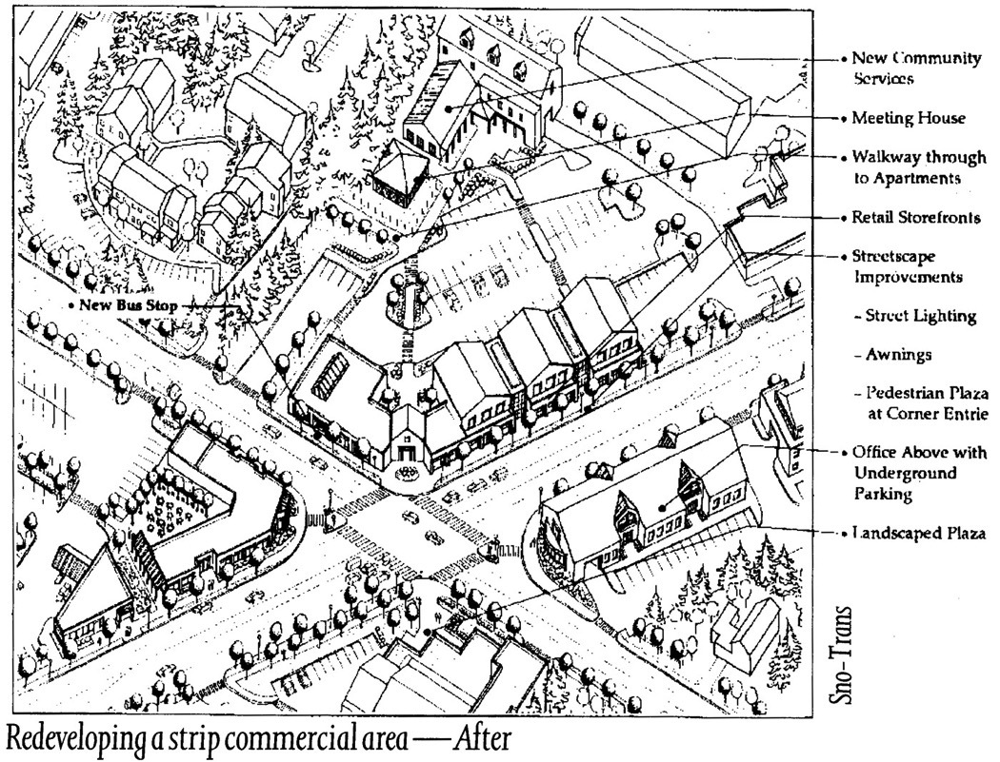 • New Community
Services
• Meeting House
• Walkway through
to Apartments
• Retail Storefronts
• Streetscape
Improvements
- Street Lighting
- Awnings
- Pedestrian Plaza
at Corner Entrie
• Office Above with
Underground
Parking
• Landscaped Plaza
• New Bus Stop
Sno-Trans
Redeveloping a strip commercial area — After